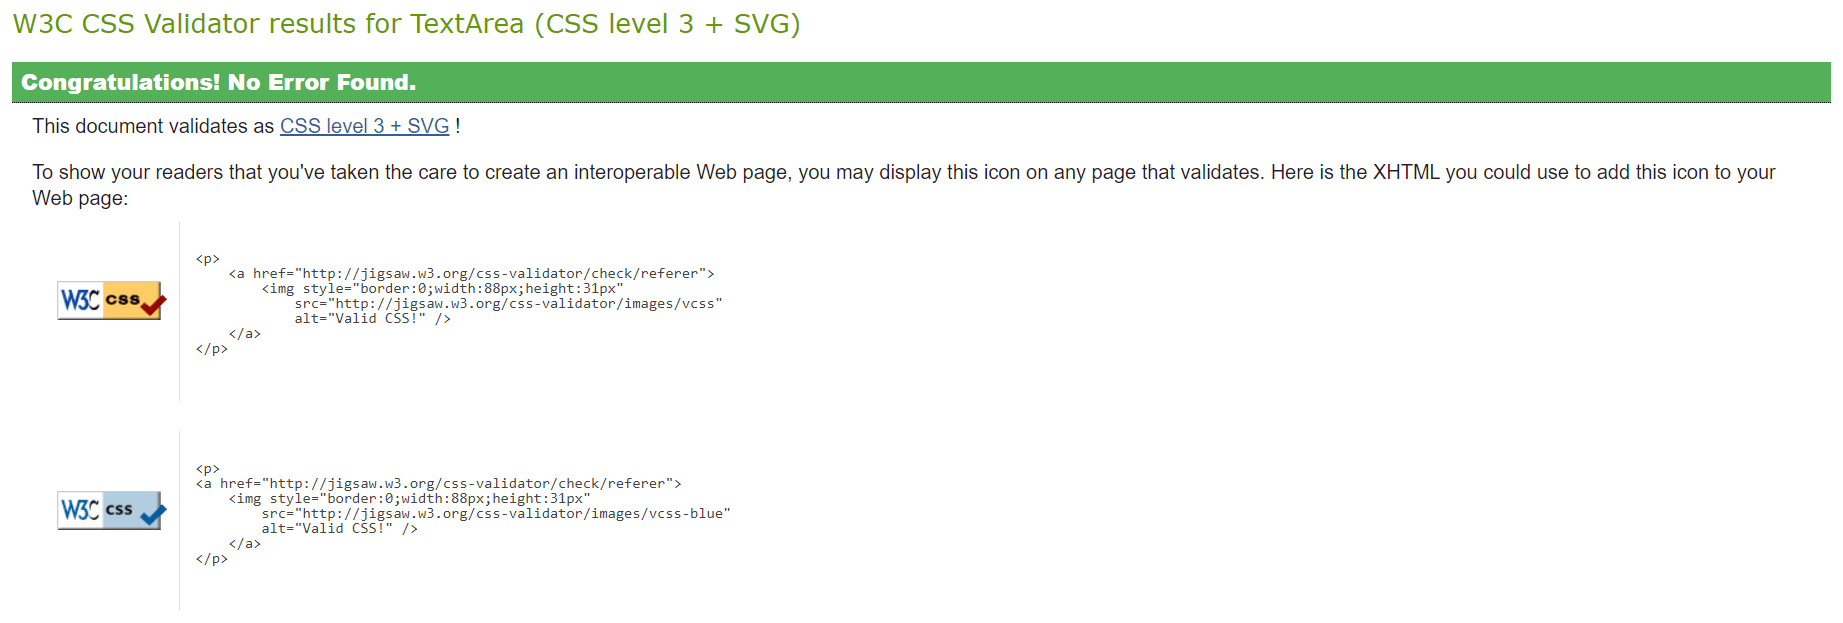 W3C CSS Validator results for TextArea (CSS level 3 + SVG)
Congratulations! No Error Found.
This document validates as CSS level 3 + SVG !
To show your readers that you've taken the care to create an interoperable Web page, you may display this icon on any page that validates. Here is the XHTML you could use to add this icon to your
Web page:
W3C css
<p>
    <a href="http://jigsaw.w3.org/css-validator/check/referer">
        <img style="border:0;width:88px;height:31px"
            src="http://jigsaw.w3.org/css-validator/images/vcss"
            alt="Valid CSS!" />
    </a>
</p>
W3C css
<p>
<a href="http://jigsaw.w3.org/css-validator/check/referer">
    <img style="border:0;width:88px;height:31px"
        src="http://jigsaw.w3.org/css-validator/images/vcss-blue"
        alt="Valid CSS!" />
    </a>
</p>